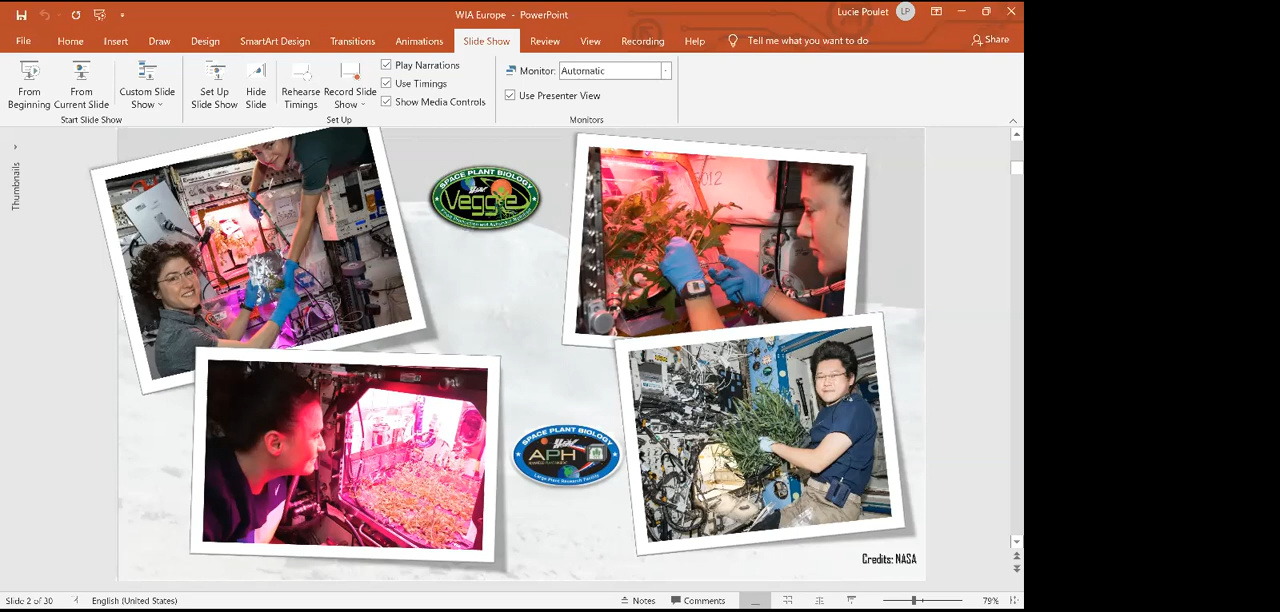 WIA Europe - PowerPoint
Lucie Poulet
LP
File Home Insert Draw Design SmartArt Design Transitions Animations Slide Show Review View Recording Help Tell me what you want to do Share
From Beginning
From Current Slide
Custom Slide Show
Set Up Slide Show
Hide Slide
Rehearse Timings
Record Slide Show
Play Narrations
Use Timings
Show Media Controls
Monitor: Automatic
Use Presenter View
Start Slide Show
Set Up
Monitors
Thumbnails
SPACE PLANT BIOLOGY
Veggie
SPACE PLANT BIOLOGY
APH
Large Plant Research Facility
Credits: NASA
Slide 2 of 30
English (United States)
Notes
Comments
79%